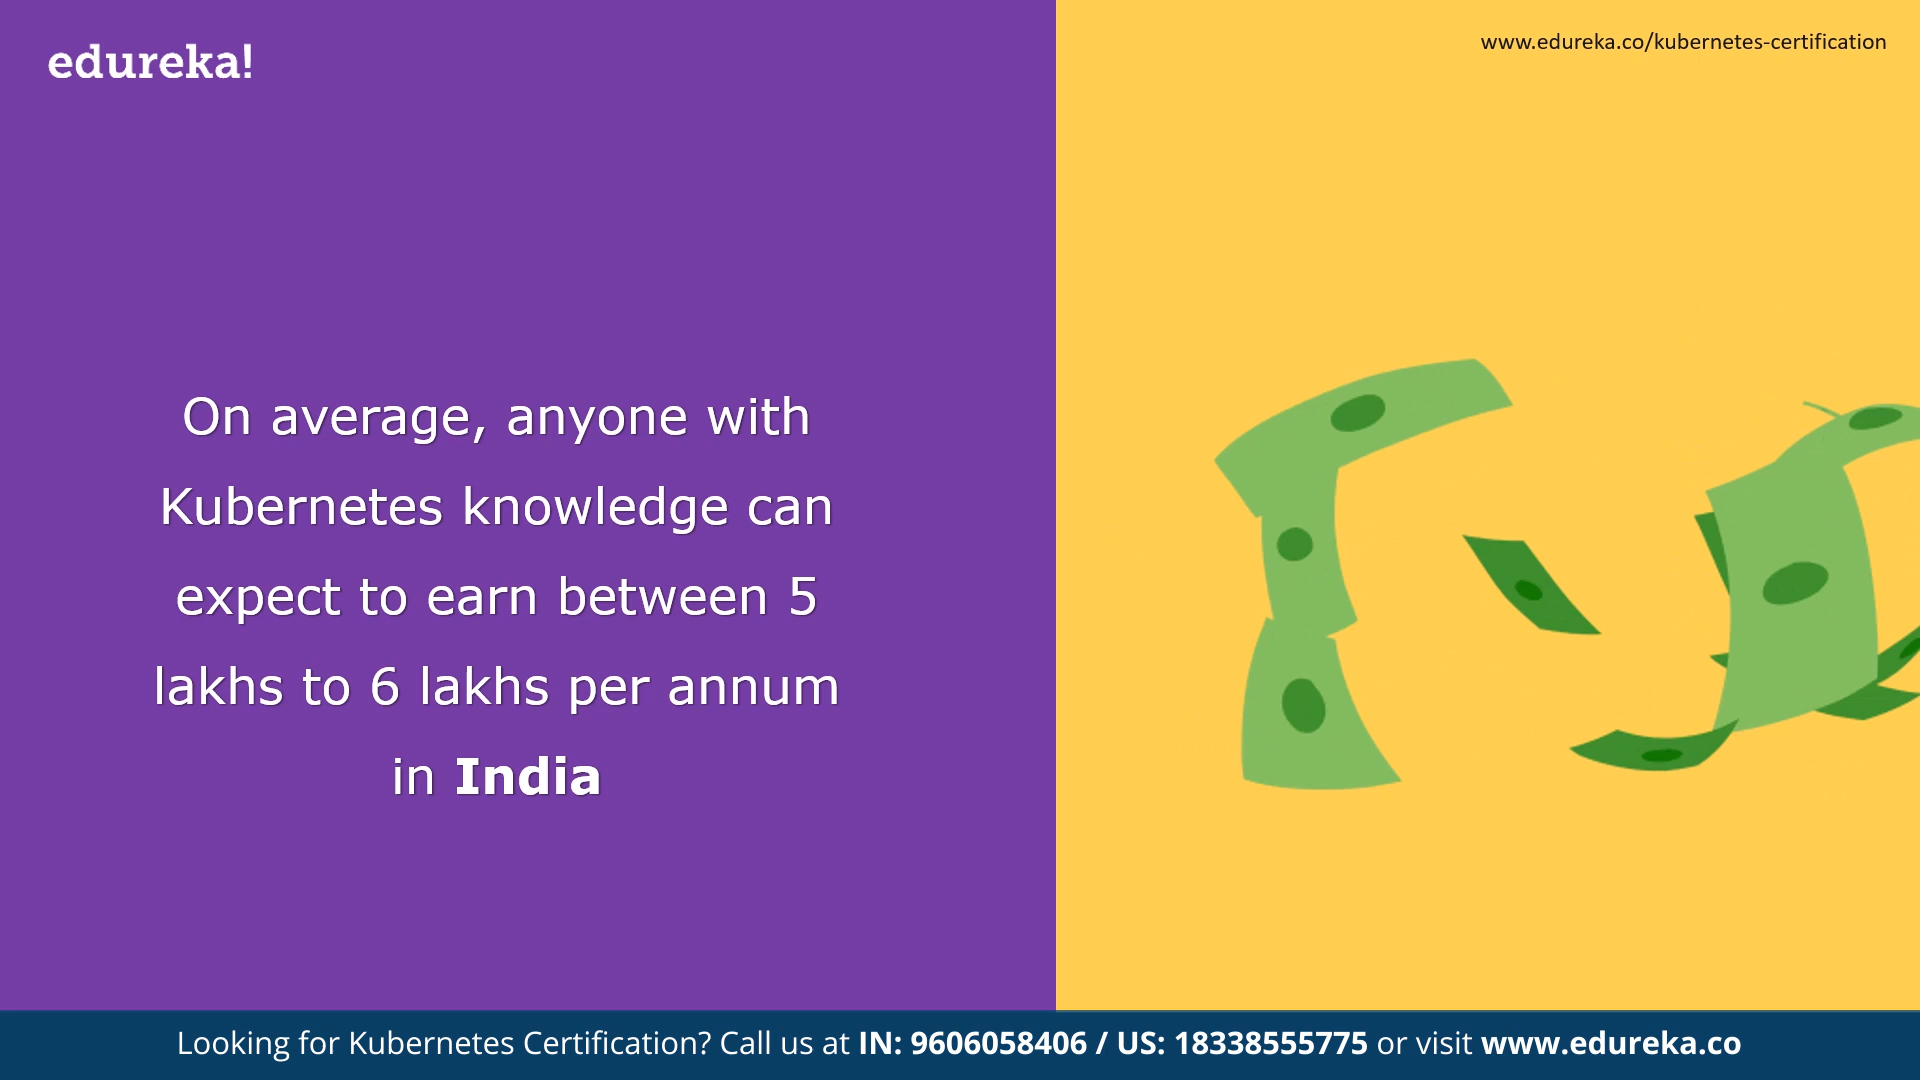 edureka!
www.edureka.co/kubernetes-certification
On average, anyone with
Kubernetes knowledge can
expect to earn between 5
lakhs to 6 lakhs per annum
in India
Looking for Kubernetes Certification? Call us at IN: 9606058406 / US: 18338555775 or visit www.edureka.co